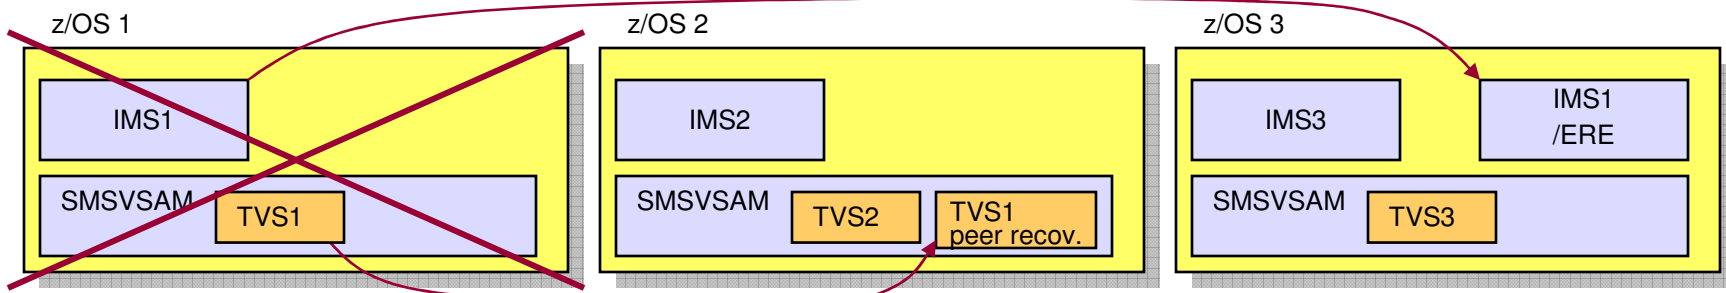 z/OS 1
IMS1
SMSVSAM
TVS1
z/OS 2
IMS2
SMSVSAM
TVS2
TVS1
peer recov.
z/OS 3
IMS3
IMS1
/ERE
SMSVSAM
TVS3